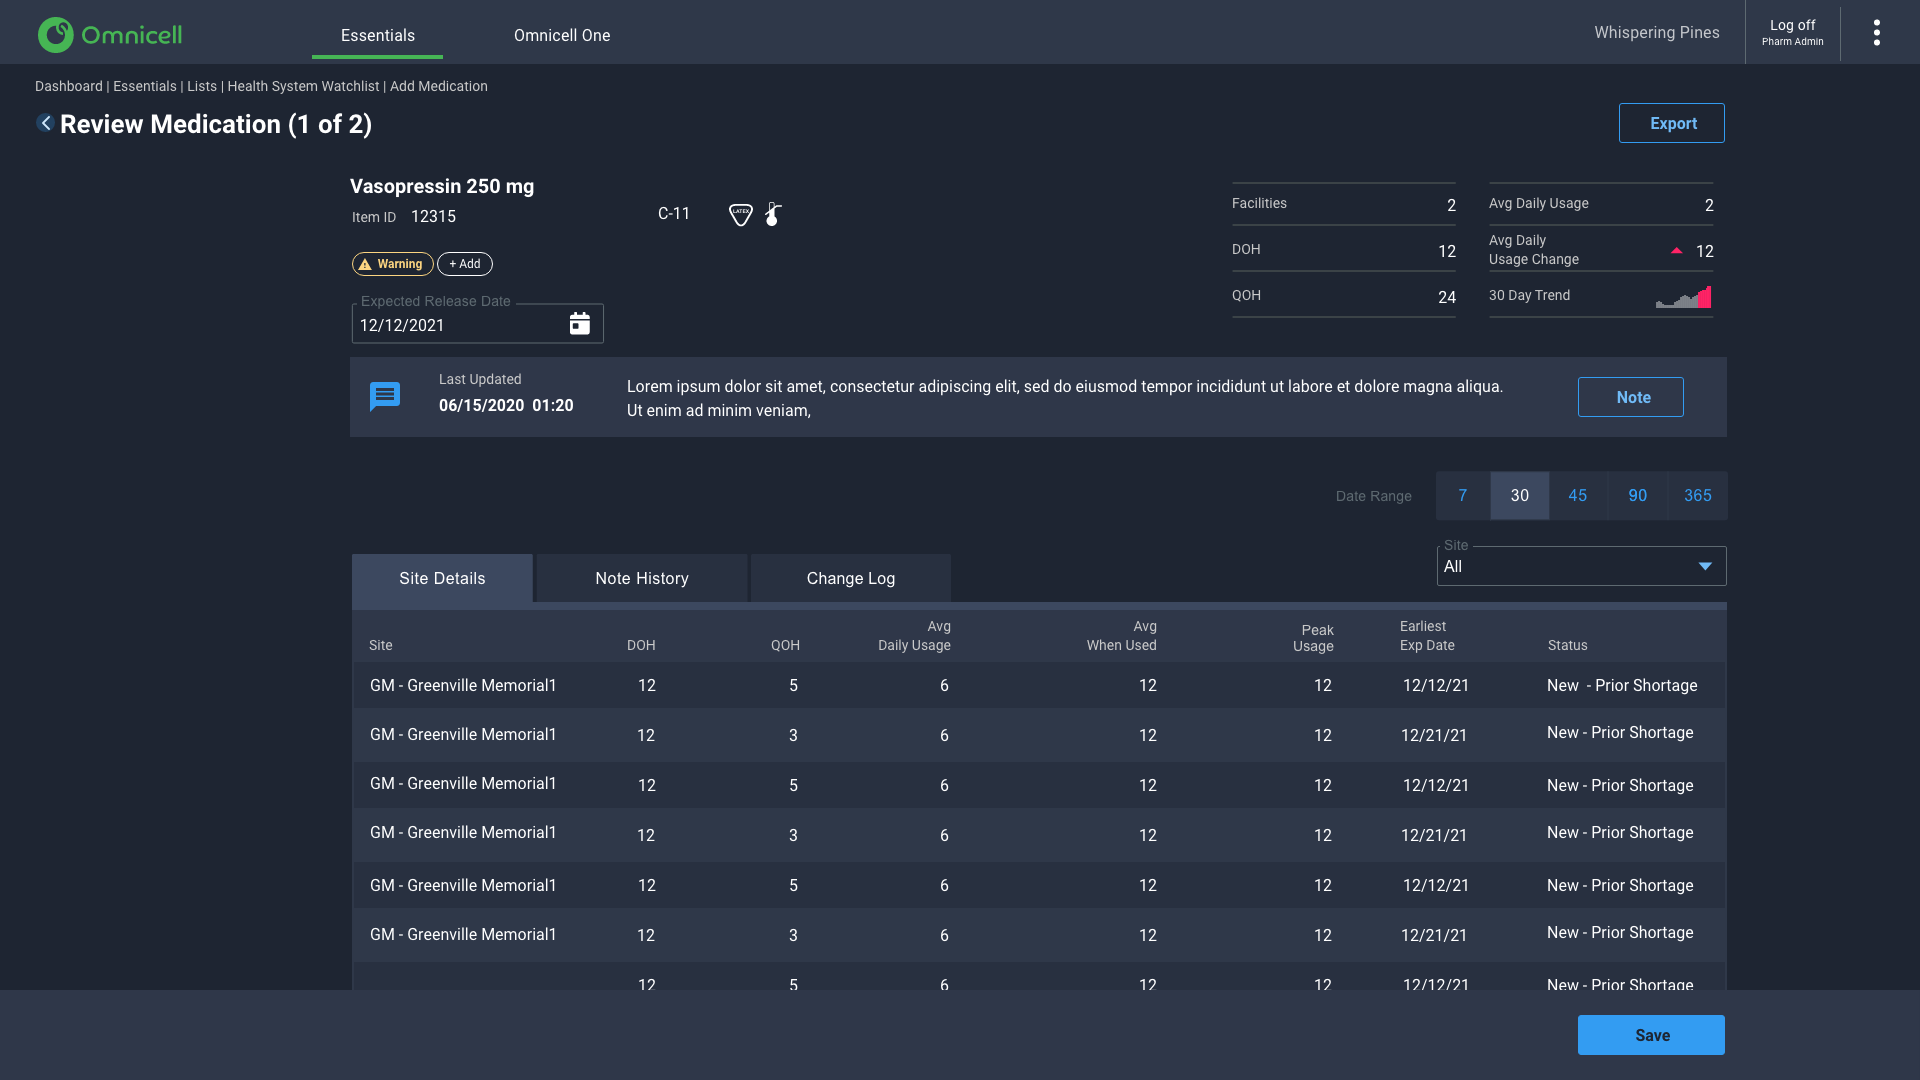 Omnicell
Essentials
Omnicell One
Whispering Pines
Log off
Pharm Admin
Dashboard | Essentials | Lists | Health System Watchlist | Add Medication
Review Medication (1 of 2)
Export
Vasopressin 250 mg
Item ID 12315
C-11
LATEX
Warning
+ Add
Expected Release Date
12/12/2021
Facilities 2
DOH 12
QOH 24
Avg Daily Usage 2
Avg Daily
Usage Change 12
30 Day Trend
Last Updated
06/15/2020 01:20
Lorem ipsum dolor sit amet, consectetur adipiscing elit, sed do eiusmod tempor incididunt ut labore et dolore magna aliqua.
Ut enim ad minim veniam,
Note
Date Range 7 30 45 90 365
Site
All
Site Details
Note History
Change Log
Site DOH QOH Avg Daily Usage Avg When Used Peak Usage Earliest Exp Date Status
GM - Greenville Memorial1 12 5 6 12 12 12/12/21 New - Prior Shortage
GM - Greenville Memorial1 12 3 6 12 12 12/21/21 New - Prior Shortage
GM - Greenville Memorial1 12 5 6 12 12 12/12/21 New - Prior Shortage
GM - Greenville Memorial1 12 3 6 12 12 12/21/21 New - Prior Shortage
GM - Greenville Memorial1 12 5 6 12 12 12/12/21 New - Prior Shortage
GM - Greenville Memorial1 12 3 6 12 12 12/21/21 New - Prior Shortage
12 5 6 12 12 12/12/21 New - Prior Shortage
Save